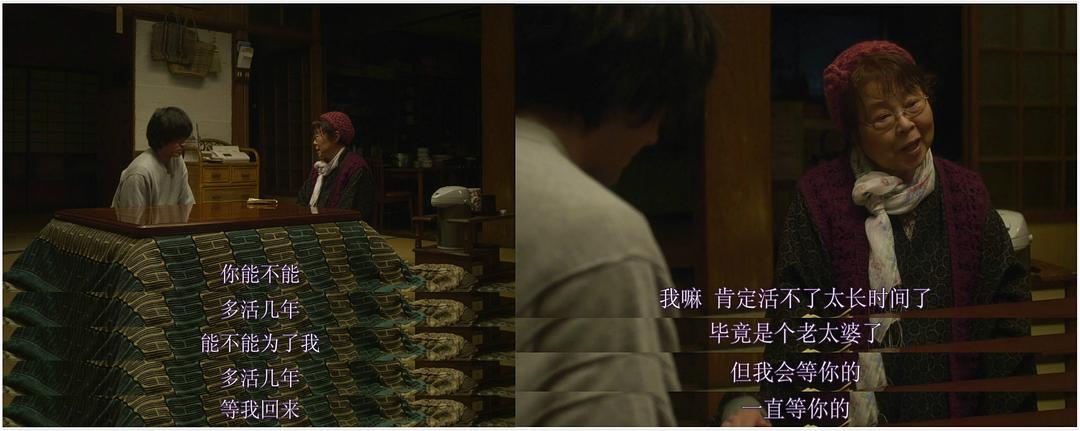 你能不能
多活几年
能不能为了我
多活几年
等我回来
我嘛 肯定活不了太长时间了
毕竟是个老太婆了
但我会等你的
一直等你的